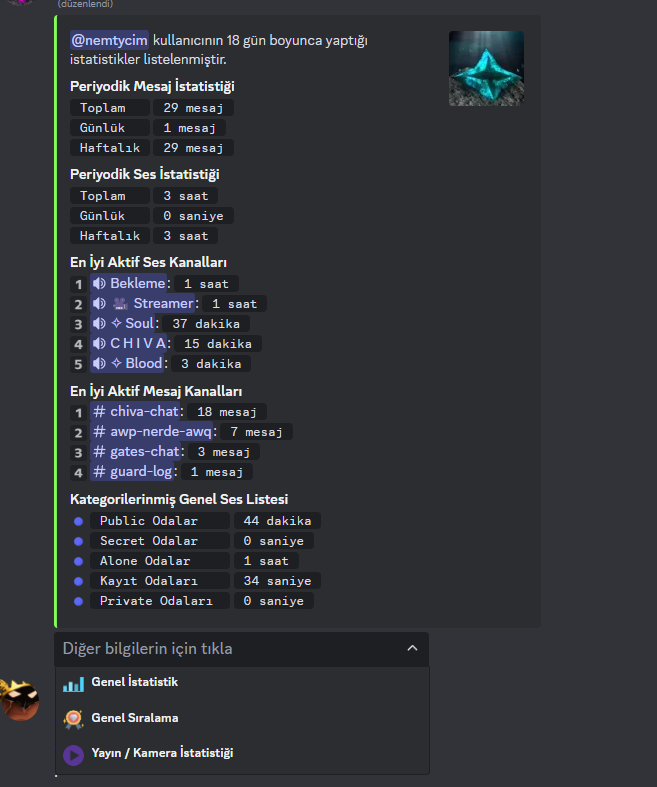 (düzenlendi)
@nemtycim kullanıcının 18 gün boyunca yaptığı
istatistikler listelenmiştir.
Periyodik Mesaj İstatistiği
Toplam 29 mesaj
Günlük 1 mesaj
Haftalık 29 mesaj
Periyodik Ses İstatistiği
Toplam 3 saat
Günlük 0 saniye
Haftalık 3 saat
En İyi Aktif Ses Kanalları
1 Bekleme: 1 saat
2 Streamer: 1 saat
3 ✧ Soul: 37 dakika
4 C H I V A: 15 dakika
5 ✧ Blood: 3 dakika
En İyi Aktif Mesaj Kanalları
1 # chiva-chat: 18 mesaj
2 # awp-nerde-awq: 7 mesaj
3 # gates-chat: 3 mesaj
4 # guard-log: 1 mesaj
Kategorilerinmiş Genel Ses Listesi
Public Odalar 44 dakika
Secret Odalar 0 saniye
Alone Odalar 1 saat
Kayıt Odaları 34 saniye
Private Odaları 0 saniye
Diğer bilgilerin için tıkla
Genel İstatistik
Genel Sıralama
Yayın / Kamera İstatistiği